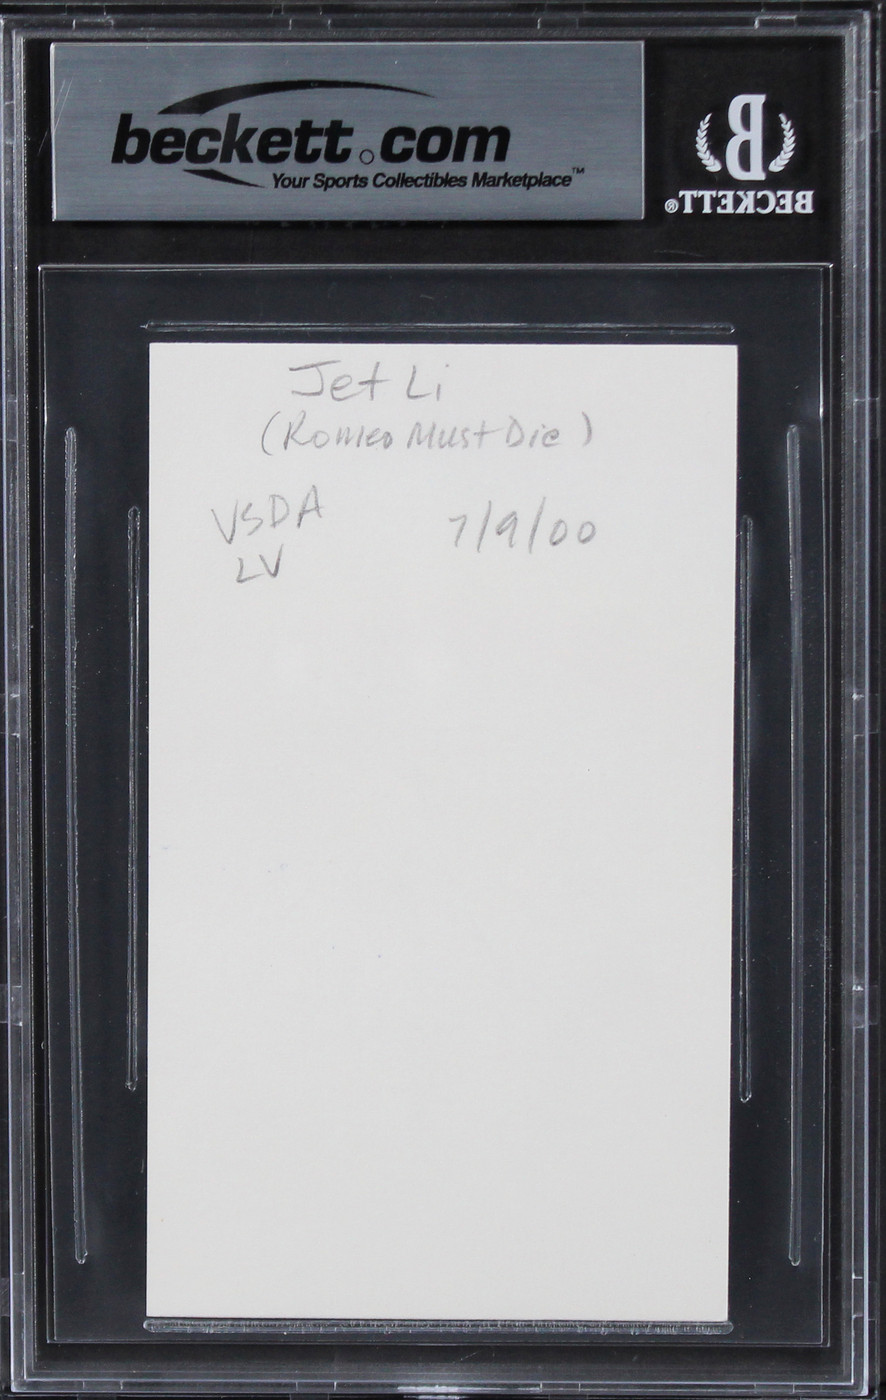 beckett.com
Your Sports Collectibles Marketplace™
BECKETT®
Jet Li
(Romeo Must Die)
VSDA 7/9/00
LV